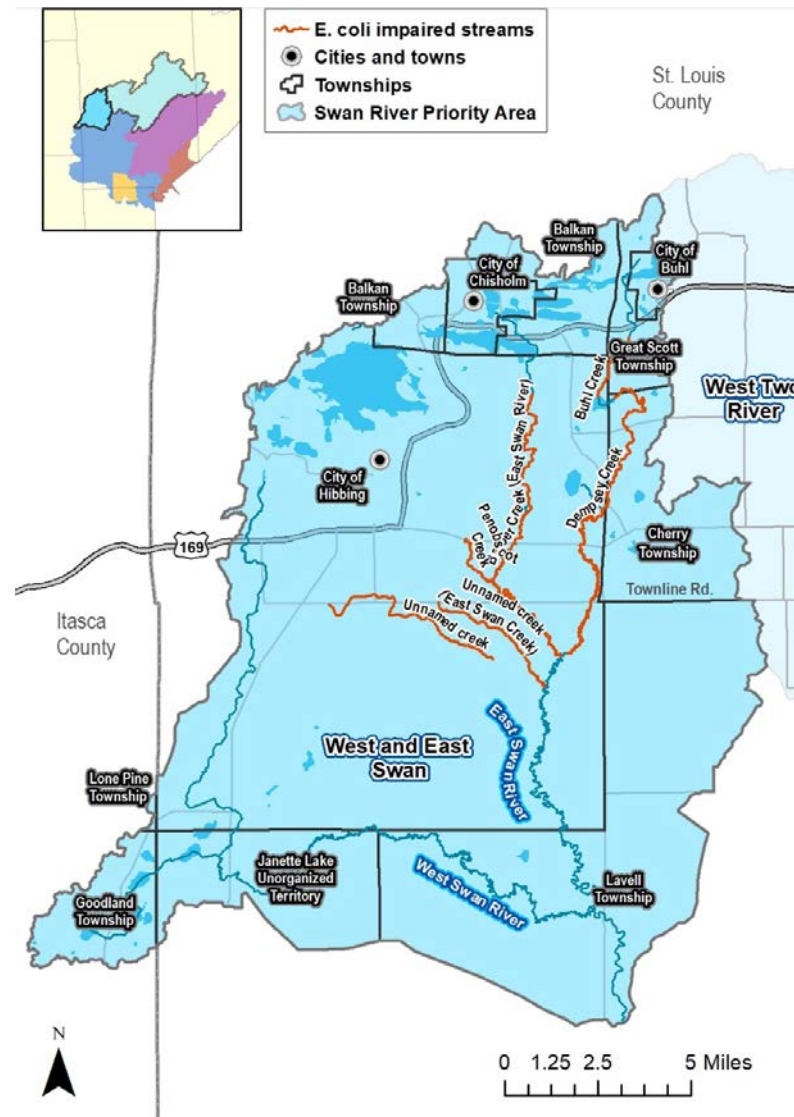 E. coli impaired streams
Cities and towns
Townships
Swan River Priority Area
St. Louis
County
Balkan
Township
City of
Chisholm
City of
Buhl
Balkan
Township
Great Scott
Township
West Two
River
Buhl Creek
Creek (East Swan River)
Dempsey Creek
City of
Hibbing
Penobscot
Creek
169
Cherry
Township
Townline Rd.
Unnamed creek
(East Swan Creek)
Unnamed creek
Itasca
County
East Swan
River
West and East
Swan
Lone Pine
Township
Janette Lake
Unorganized
Territory
Goodland
Township
West Swan River
Lavell
Township
N
0 1.25 2.5 5 Miles